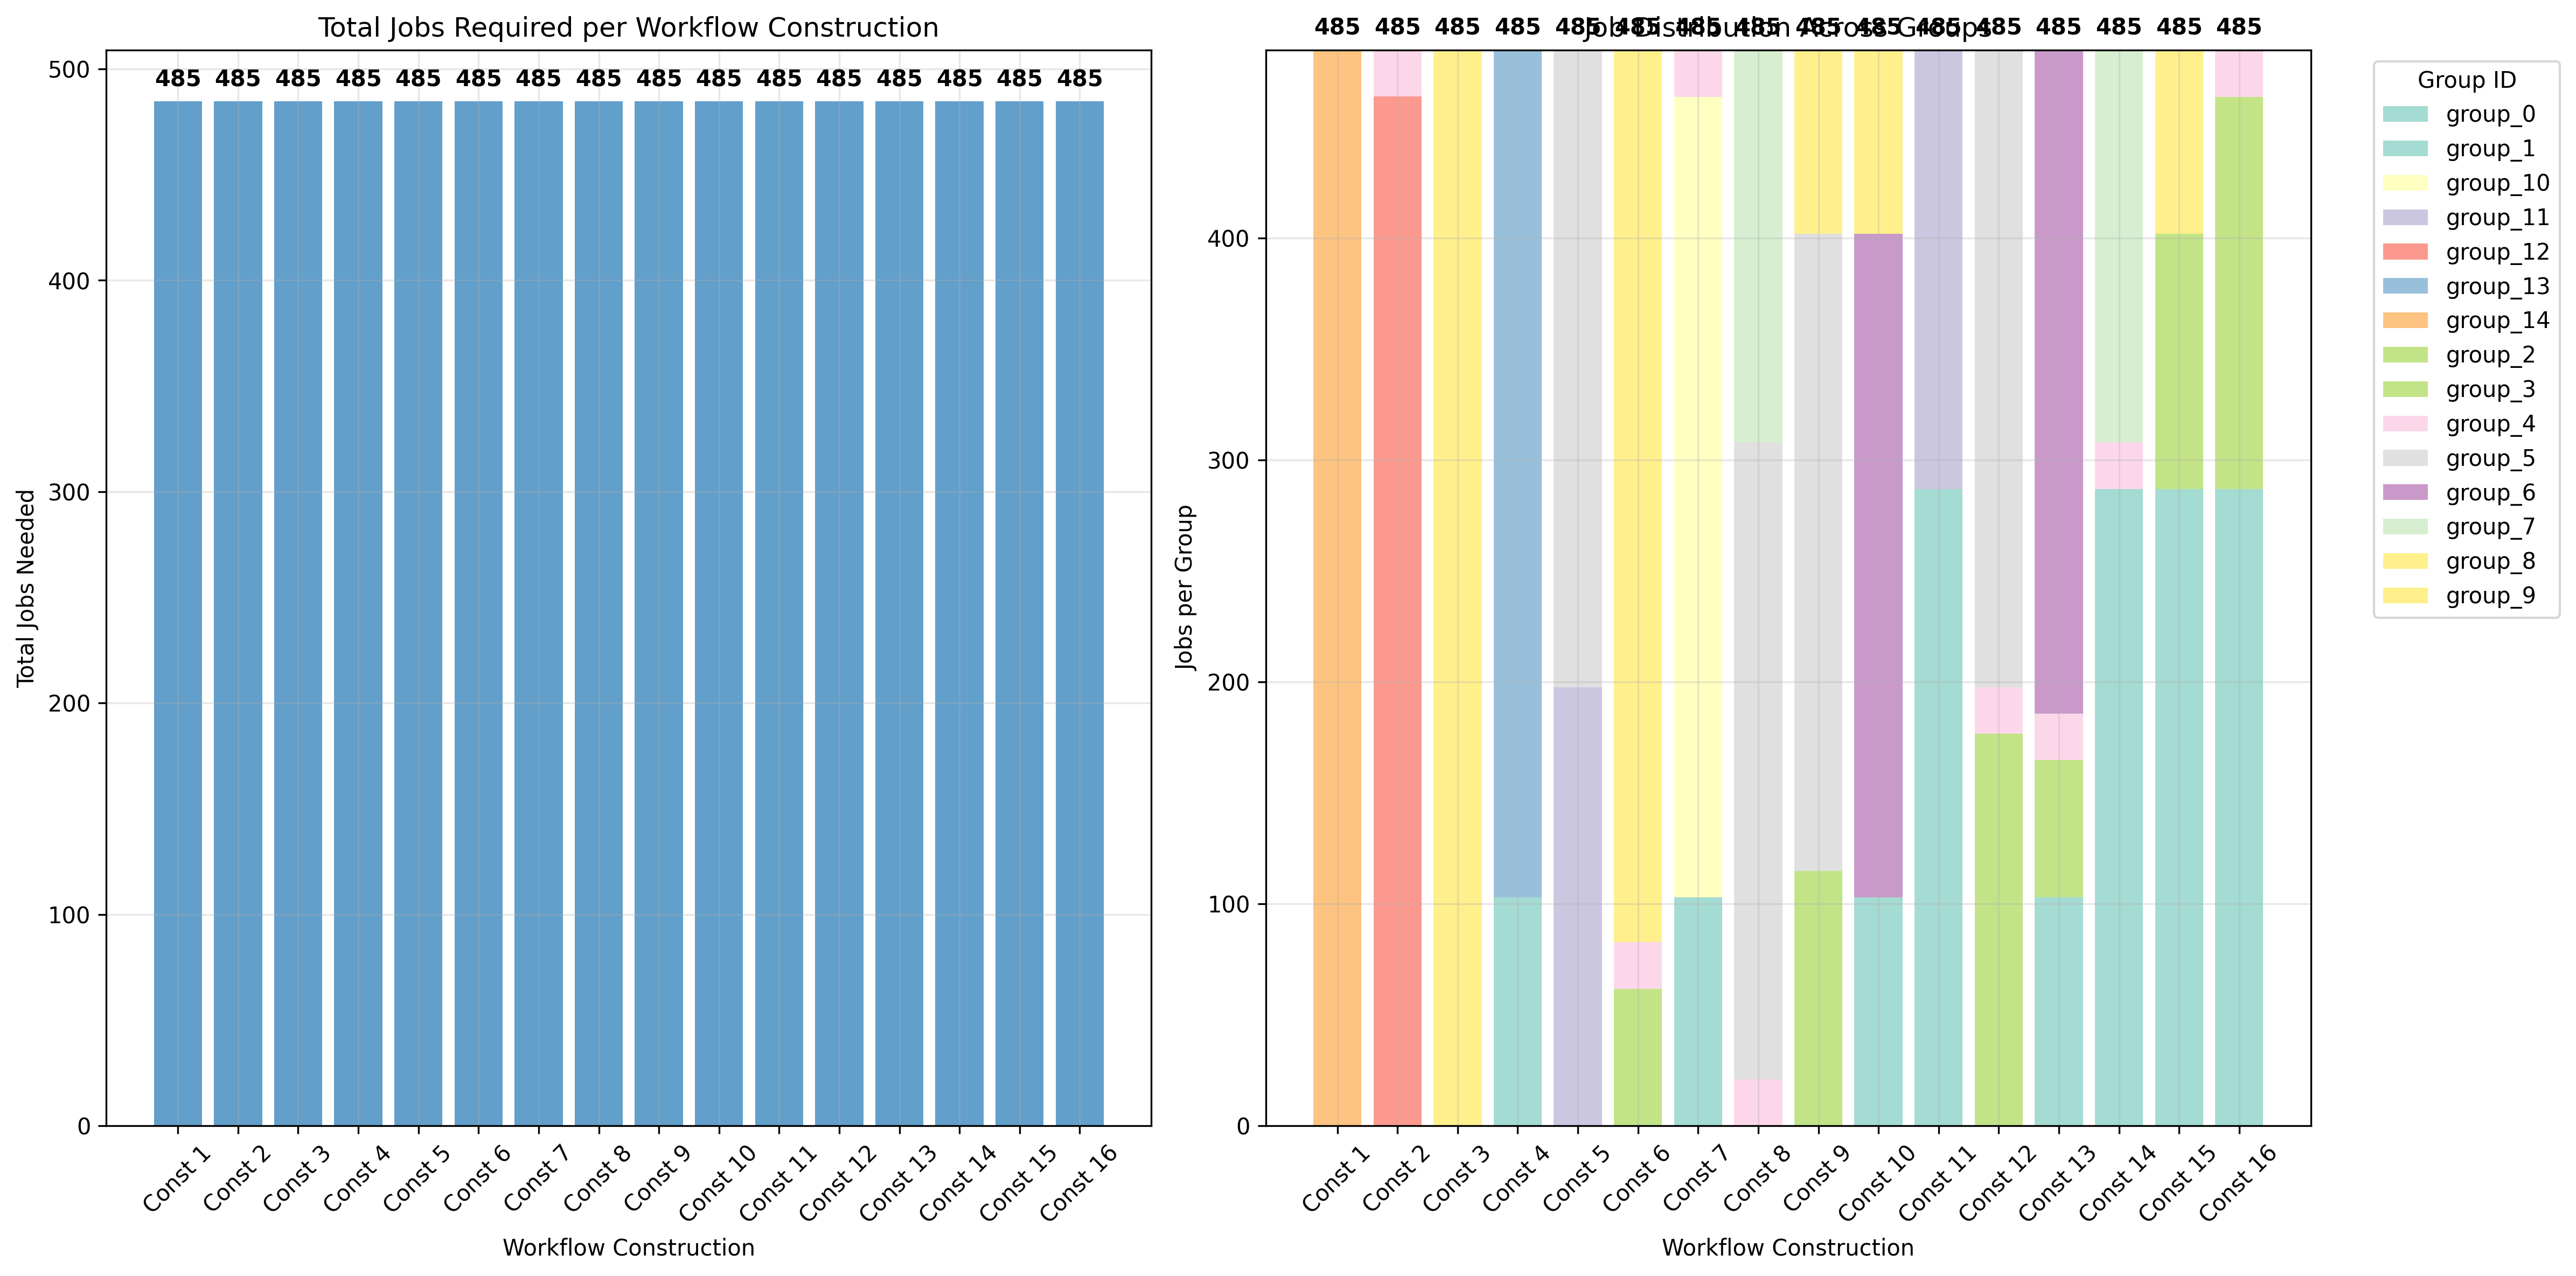 Total Jobs Required per Workflow Construction
485 485 485 485 485 485 485 485 485 485 485 485 485 485 485 485
500
400
300
200
100
0
Total Jobs Needed
Const 1 Const 2 Const 3 Const 4 Const 5 Const 6 Const 7 Const 8 Const 9 Const 10 Const 11 Const 12 Const 13 Const 14 Const 15 Const 16
Workflow Construction
Job Distribution Across Groups
485 485 485 485 485 485 485 485 485 485 485 485 485 485 485 485
400
300
200
100
0
Jobs per Group
Const 1 Const 2 Const 3 Const 4 Const 5 Const 6 Const 7 Const 8 Const 9 Const 10 Const 11 Const 12 Const 13 Const 14 Const 15 Const 16
Workflow Construction
Group ID
group_0
group_1
group_10
group_11
group_12
group_13
group_14
group_2
group_3
group_4
group_5
group_6
group_7
group_8
group_9